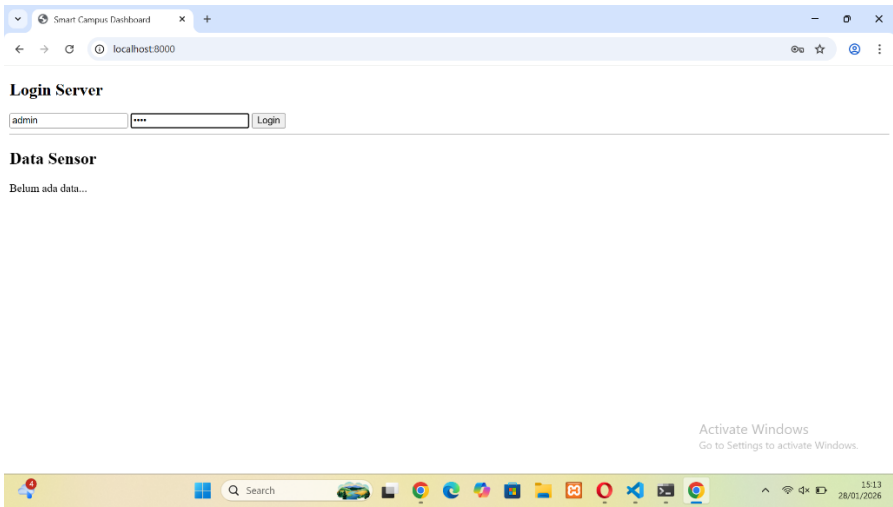 Smart Campus Dashboard
localhost:8000
Login Server
admin
•••• 
Login
Data Sensor
Belum ada data...
Activate Windows
Go to Settings to activate Windows.
4
Search
15:13
28/01/2026